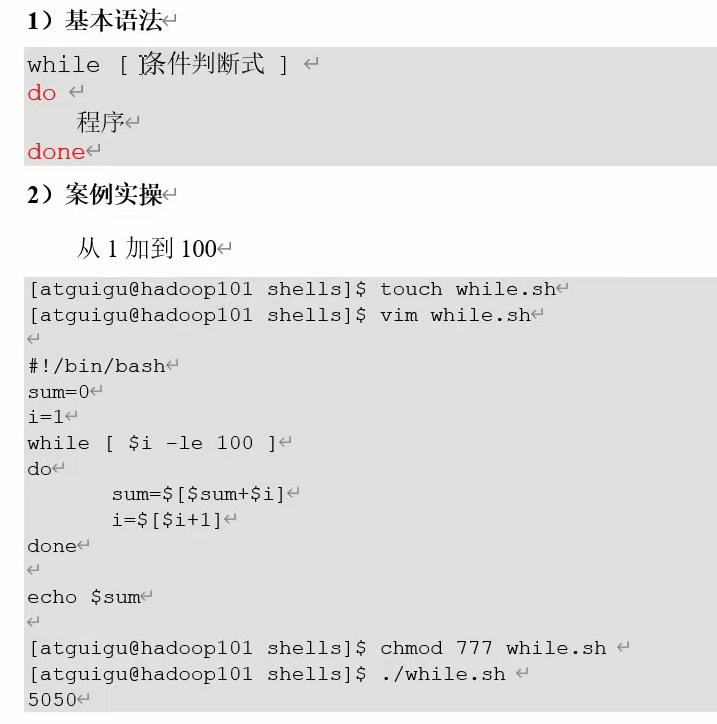 1）基本语法
while [ 条件判断式 ]
do
程序
done
2）案例实操
从 1 加到 100
[atguigu@hadoop101 shells]$ touch while.sh
[atguigu@hadoop101 shells]$ vim while.sh
#!/bin/bash
sum=0
i=1
while [ $i -le 100 ]
do
sum=$[$sum+$i]
i=$[$i+1]
done
echo $sum
[atguigu@hadoop101 shells]$ chmod 777 while.sh
[atguigu@hadoop101 shells]$ ./while.sh
5050